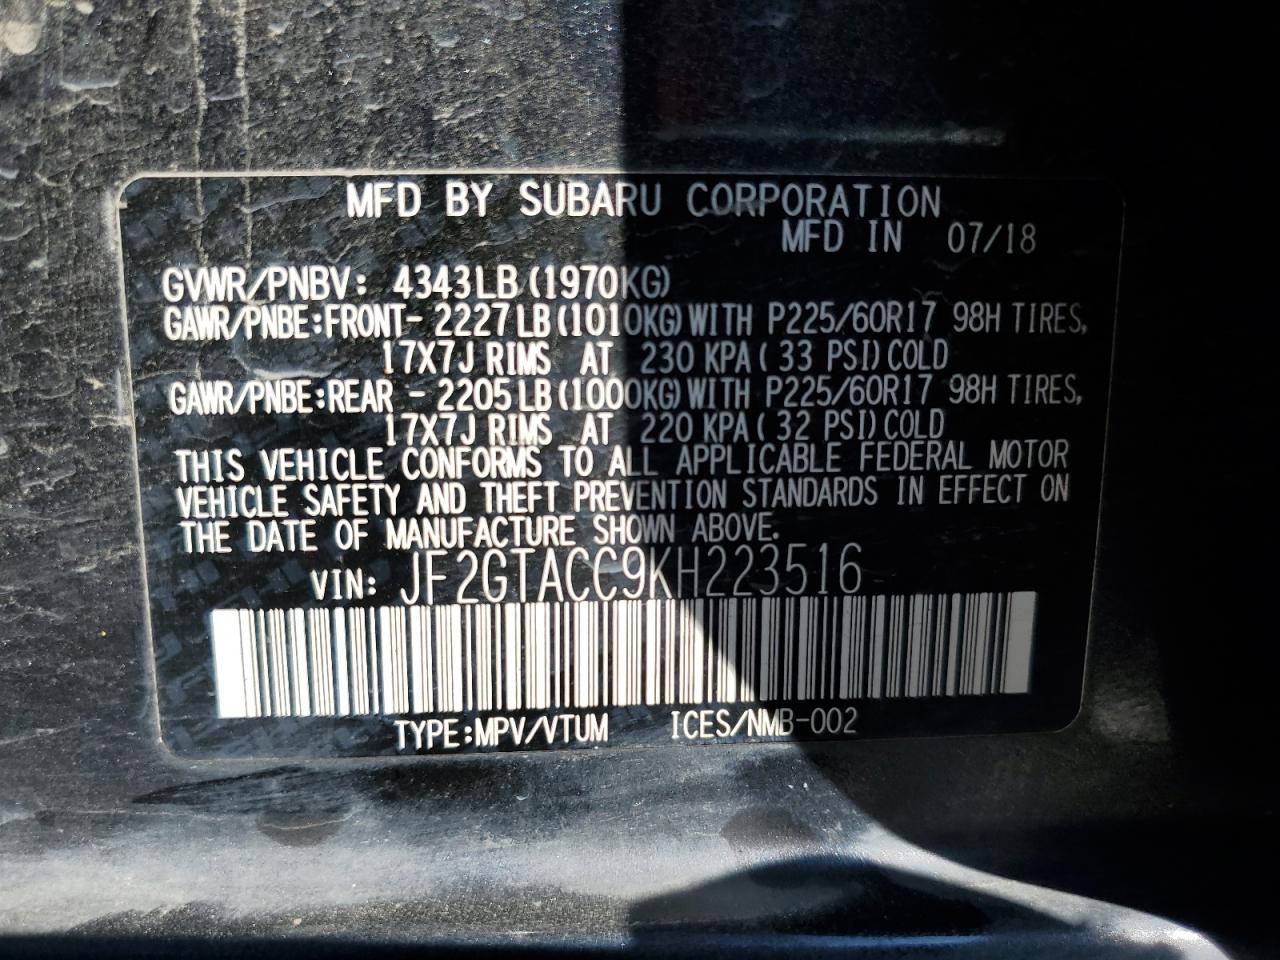 MFD BY SUBARU CORPORATION
MFD IN 07/18
GVWR/PNBV: 4343LB(1970KG)
GAWR/PNBE:FRONT- 2227LB(1010KG)WITH P225/60R17 98H TIRES,
17X7J RIMS AT 230 KPA( 33 PSI)COLD
GAWR/PNBE:REAR - 2205LB(1000KG)WITH P225/60R17 98H TIRES,
17X7J RIMS AT 220 KPA( 32 PSI)COLD
THIS VEHICLE CONFORMS TO ALL APPLICABLE FEDERAL MOTOR
VEHICLE SAFETY AND THEFT PREVENTION STANDARDS IN EFFECT ON
THE DATE OF MANUFACTURE SHOWN ABOVE.
VIN: JF2GTACC9KH223516
TYPE:MPV/VTUM ICES/NMB-002